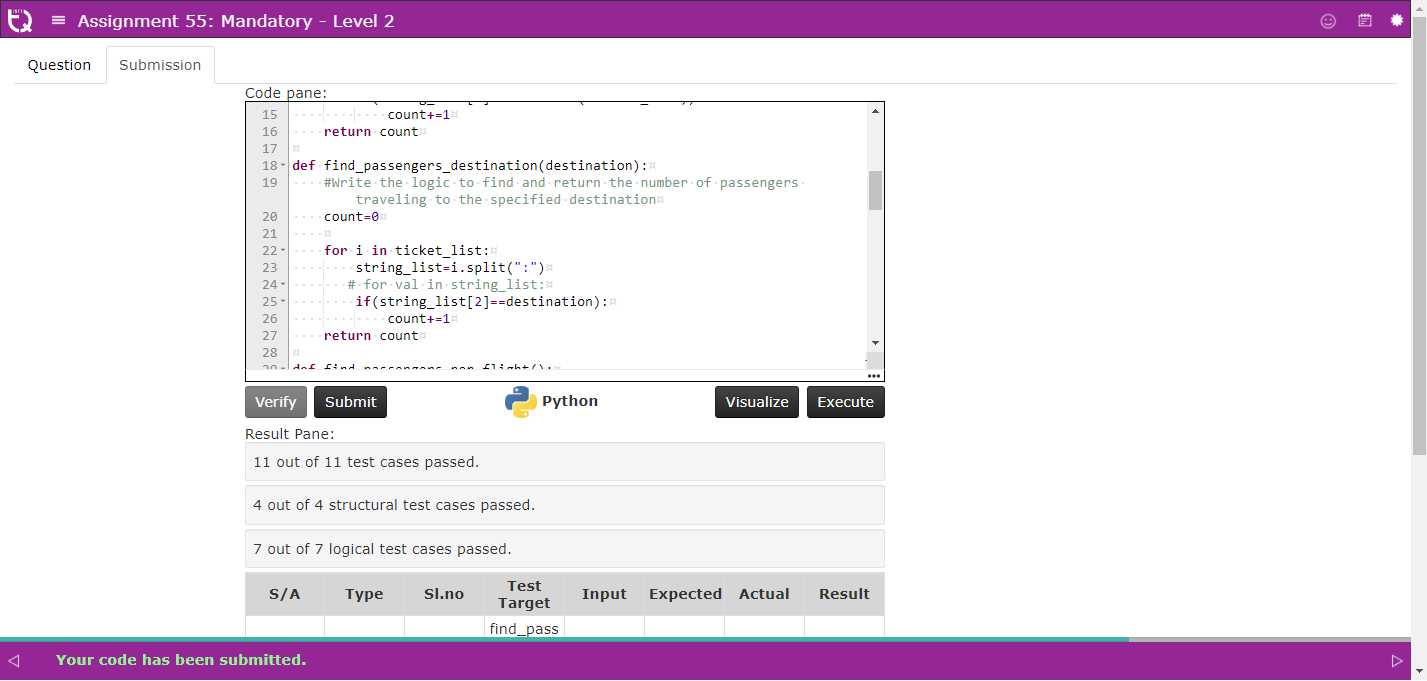 Assignment 55: Mandatory - Level 2
Question
Submission
Code pane:
15 count+=1
16 return count
17
18 def find_passengers_destination(destination):
19 #Write the logic to find and return the number of passengers
traveling to the specified destination
20 count=0
21
22 for i in ticket_list:
23 string_list=i.split(":")
24 # for val in string_list:
25 if(string_list[2]==destination):
26 count+=1
27 return count
28
29 def find_passengers_per_flight():
Verify
Submit
Python
Visualize
Execute
Result Pane:
11 out of 11 test cases passed.
4 out of 4 structural test cases passed.
7 out of 7 logical test cases passed.
S/A Type Sl.no Test Target Input Expected Actual Result
find_pass
Your code has been submitted.